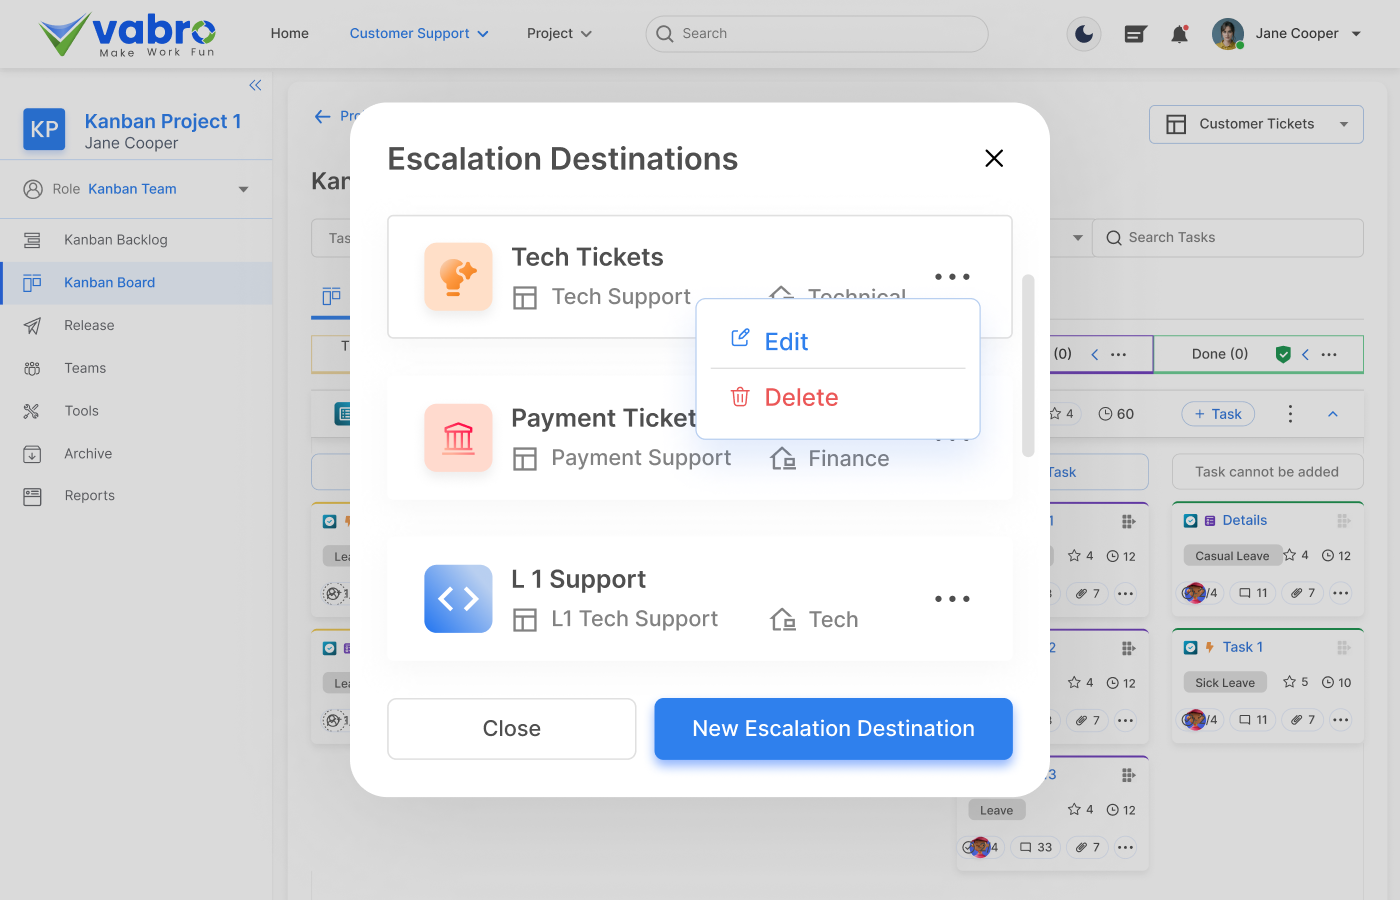 vabro
Make Work Fun
Home
Customer Support
Project
Search
Jane Cooper
KP
Kanban Project 1
Jane Cooper
Role Kanban Team
Kanban Backlog
Kanban Board
Release
Teams
Tools
Archive
Reports
Customer Tickets
Search Tasks
Escalation Destinations
Tech Tickets
Tech Support
Technical
Edit
Delete
Payment Ticket
Payment Support
Finance
L 1 Support
L1 Tech Support
Tech
Close
New Escalation Destination
(0)
Done (0)
4
60
+ Task
Task
Task cannot be added
1
4
12
7
Details
Casual Leave
4
12
/4
11
7
2
4
12
7
Task 1
Sick Leave
5
10
/4
11
7
3
Leave
4
12
4
33
7